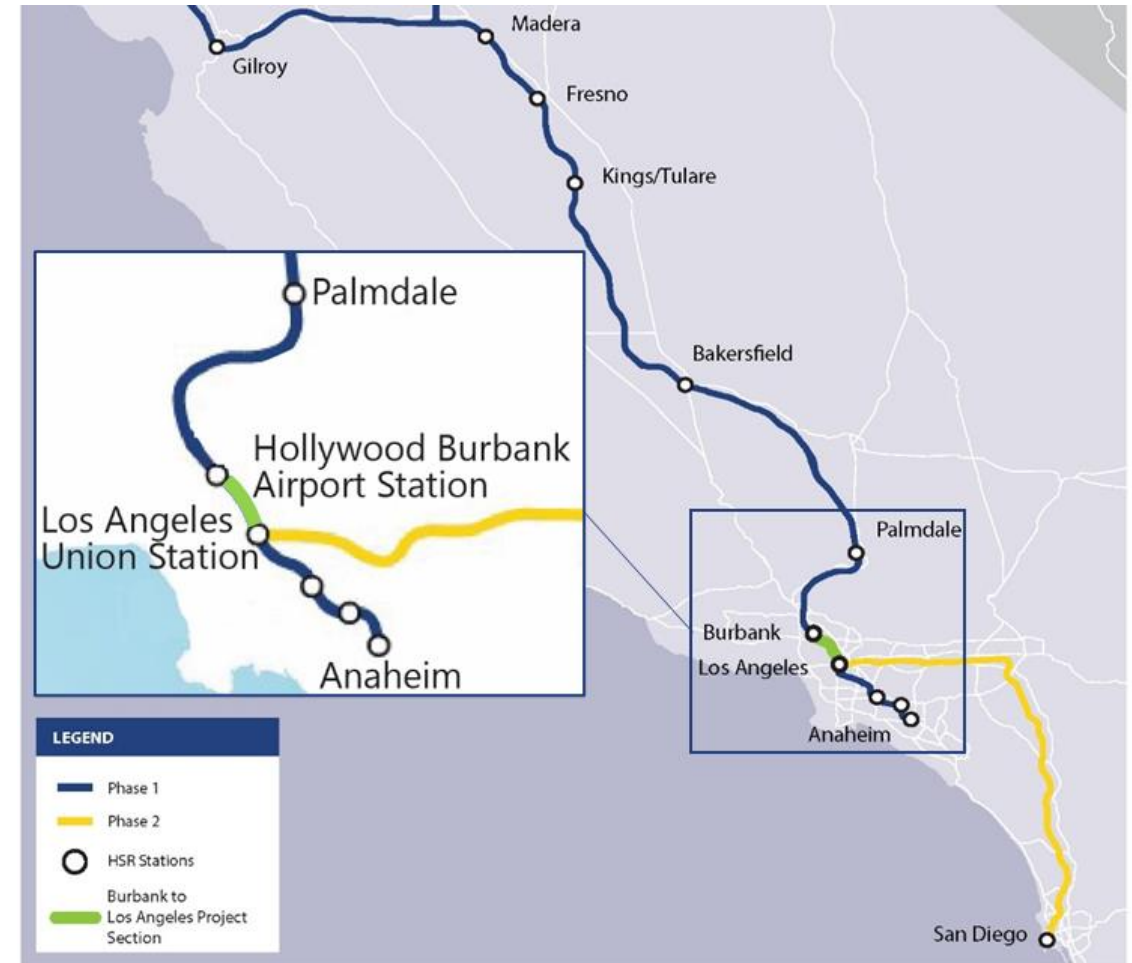 Madera
Gilroy
Fresno
Kings/Tulare
Bakersfield
Palmdale
Burbank
Los Angeles
Anaheim
San Diego
Palmdale
Hollywood Burbank
Airport Station
Los Angeles
Union Station
Anaheim
LEGEND
Phase 1
Phase 2
HSR Stations
Burbank to
Los Angeles Project
Section